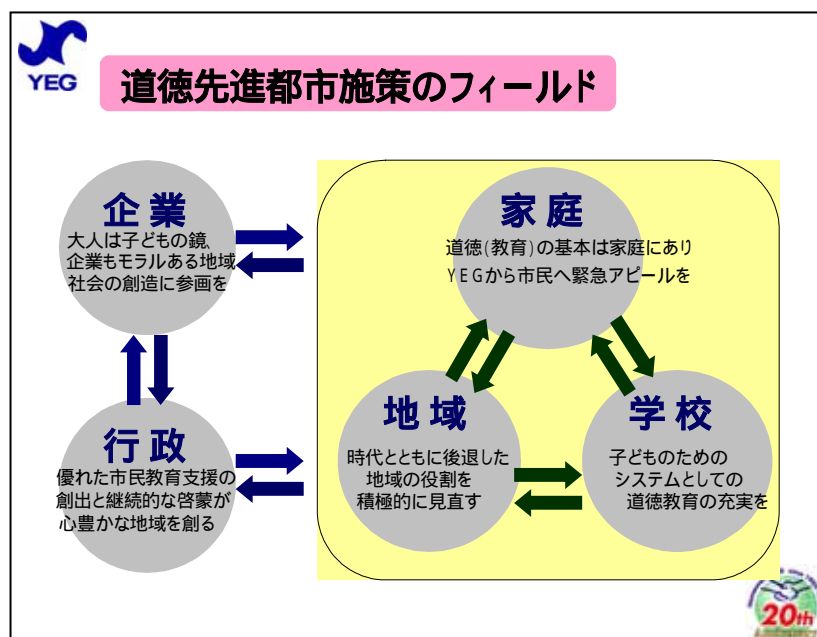 YEG
道徳先進都市施策のフィールド
企業
大人は子どもの鏡、
企業もモラルある地域
社会の創造に参画を
家庭
道徳(教育)の基本は家庭にあり
YEGから市民へ緊急アピールを
行政
優れた市民教育支援の
創出と継続的な啓蒙が
心豊かな地域を創る
地域
時代とともに後退した
地域の役割を
積極的に見直す
学校
子どものための
システムとしての
道徳教育の充実を
20th